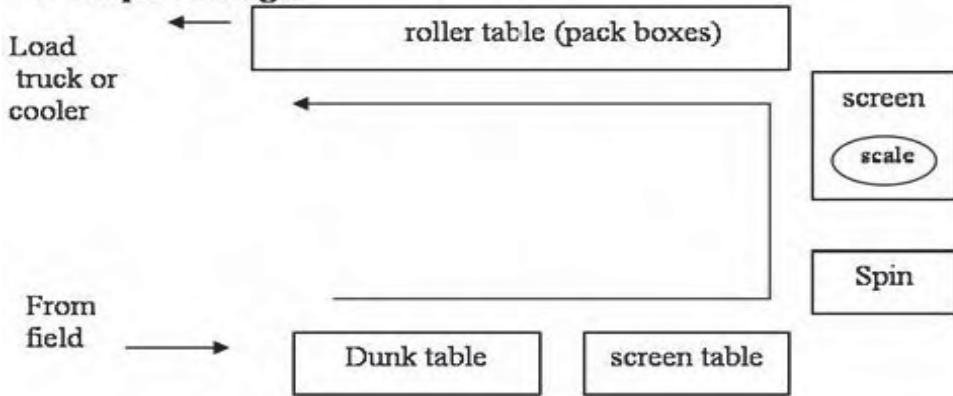 roller table (pack boxes)
Load
truck or
cooler
screen
scale
Spin
From
field
Dunk table
screen table